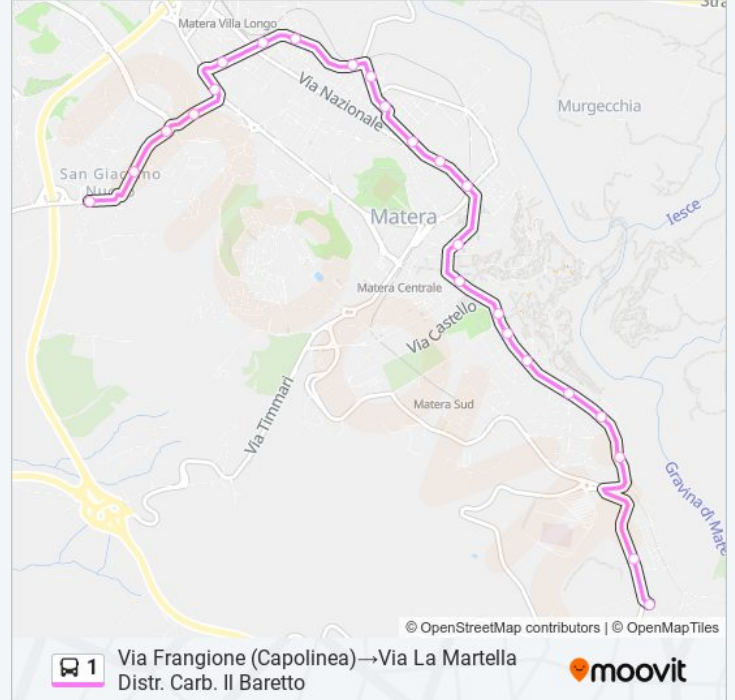 Stra
Matera Villa Longo
Via Nazionale
Murgecchia
San Giacomo
Nuovo
Iesce
Matera
Matera Centrale
Via Castello
Matera Sud
Via Timmari
Gravina di Mate
© OpenStreetMap contributors | © OpenMapTiles
1
Via Frangione (Capolinea)→Via La Martella
Distr. Carb. Il Baretto
moovit